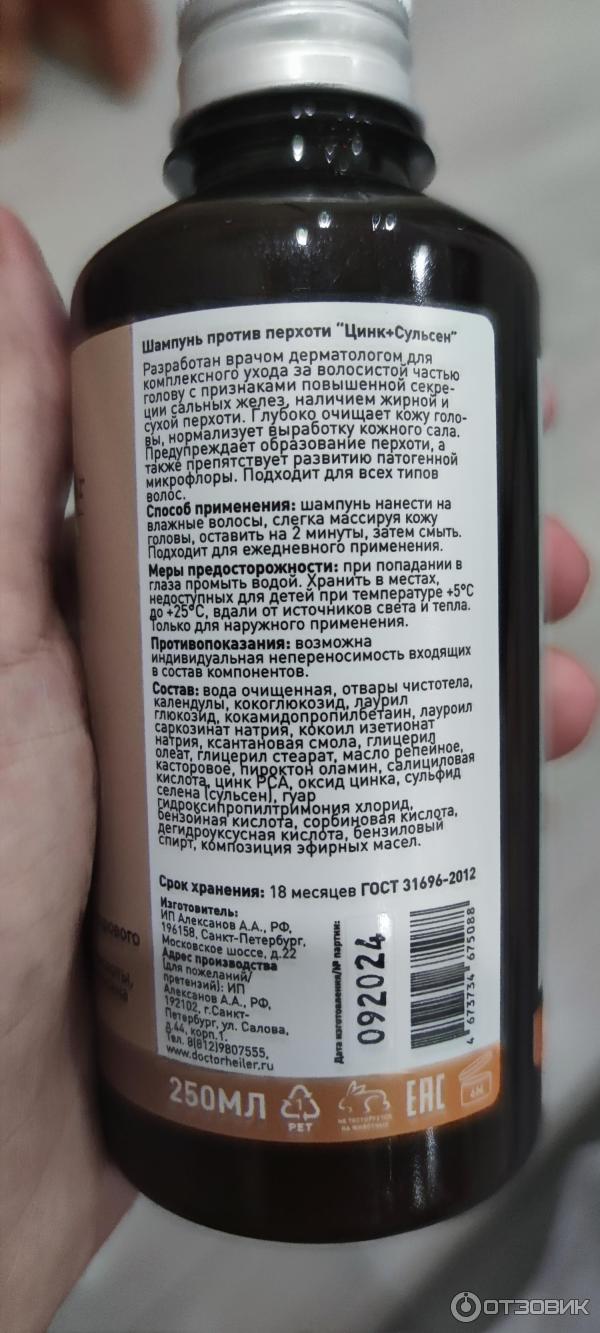 Шампунь против перхоти "Цинк+Сульсен"
Разработан врачом дерматологом для
комплексного ухода за волосистой частью
голову с признаками повышенной секре-
ции сальных желез, наличием жирной и
сухой перхоти. Глубоко очищает кожу голо-
вы, нормализует выработку кожного сала.
Предупреждает образование перхоти, а
также препятствует развитию патогенной
микрофлоры. Подходит для всех типов
волос.
Способ применения: шампунь нанести на
влажные волосы, слегка массируя кожу
головы, оставить на 2 минуты, затем смыть.
Подходит для ежедневного применения.
Меры предосторожности: при попадании в
глаза промыть водой. Хранить в местах,
недоступных для детей при температуре +5°C
до +25°C, вдали от источников света и тепла.
Только для наружного применения.
Противопоказания: возможна
индивидуальная непереносимость входящих
в состав компонентов.
Состав: вода очищенная, отвары чистотела,
календулы, кокоглюкозид, лаурил
глюкозид, кокамидопропилбетаин, лауроил
саркозинат натрия, кокоил изетионат
натрия, ксантановая смола, глицерил
олеат, глицерил стеарат, масло репейное,
касторовое, пироктон оламин, салициловая
кислота, цинк PCA, оксид цинка, сульфид
селена (сульсен), гуар
гидроксипропилтримония хлорид,
бензойная кислота, сорбиновая кислота,
дегидроуксусная кислота, бензиловый
спирт, композиция эфирных масел.
Срок хранения: 18 месяцев ГОСТ 31696-2012
Изготовитель:
ИП Алексанов А.А., РФ,
196158, Санкт-Петербург,
Московское шоссе, д.22
Адрес производства
(для пожеланий/
претензий): ИП
Алексанов А.А., РФ,
192102, г.Санкт-
Петербург, ул. Салова,
д.44, корп.1.
Тел. 8(812)9807555,
www.doctorheiler.ru
Дата изготовления/№ партии:
092024
4 673734 675088
250МЛ
1
PET
НЕ ТЕСТИРУЕТСЯ
НА ЖИВОТНЫХ
EAC
ОТЗОВИК